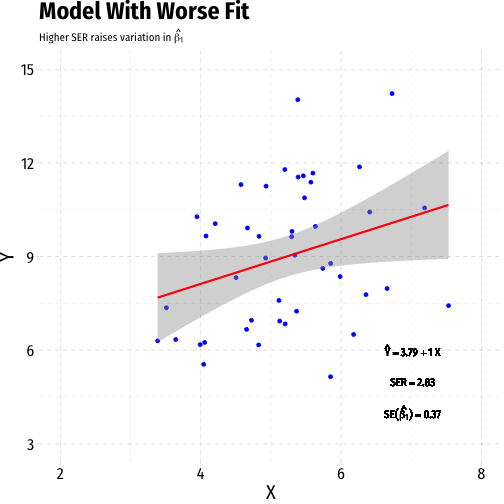 Model With Worse Fit
Higher SER raises variation in β̂₁
15
12
9
6
3
Y
Ŷ = 3.79 + 1 X
SER = 2.83
SE(β̂₁) = 0.37
2 4 6 8
X